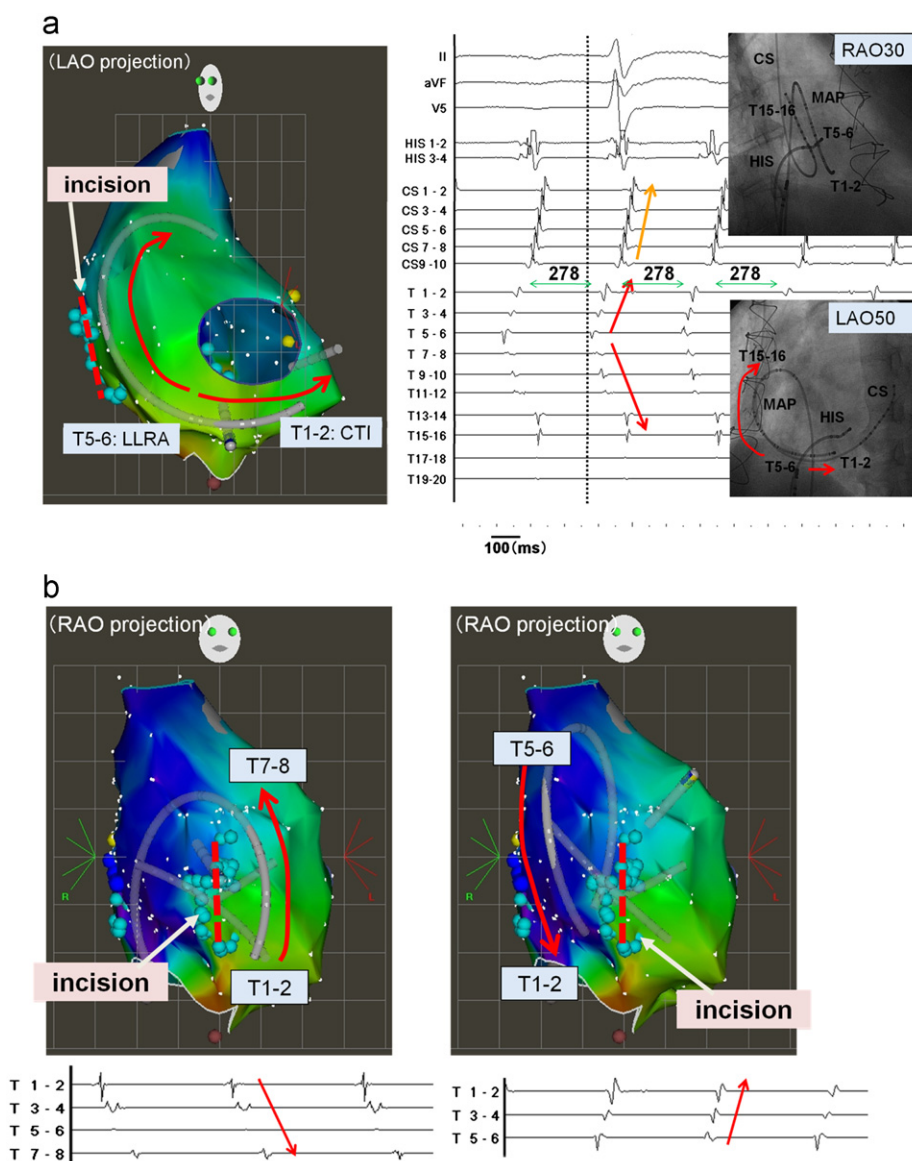 a
（LAO projection）
incision
T5-6: LLRA
T1-2: CTI
II
aVF
V5
HIS 1-2
HIS 3-4
CS 1 - 2
CS 3 - 4
CS 5 - 6
CS 7 - 8
CS9 -10
278
278
278
T 1 - 2
T 3 - 4
T 5 - 6
T 7 - 8
T 9 - 10
T11-12
T13-14
T15-16
T17-18
T19-20
100(ms)
RAO30
CS
T15-16
MAP
T5-6
HIS
T1-2
LAO50
T15-16
CS
MAP
HIS
T5-6
T1-2
b
（RAO projection）
T7-8
incision
T1-2
R
L
T 1 - 2
T 3 - 4
T 5 - 6
T 7 - 8
（RAO projection）
T5-6
T1-2
incision
R
L
T 1 - 2
T 3 - 4
T 5 - 6